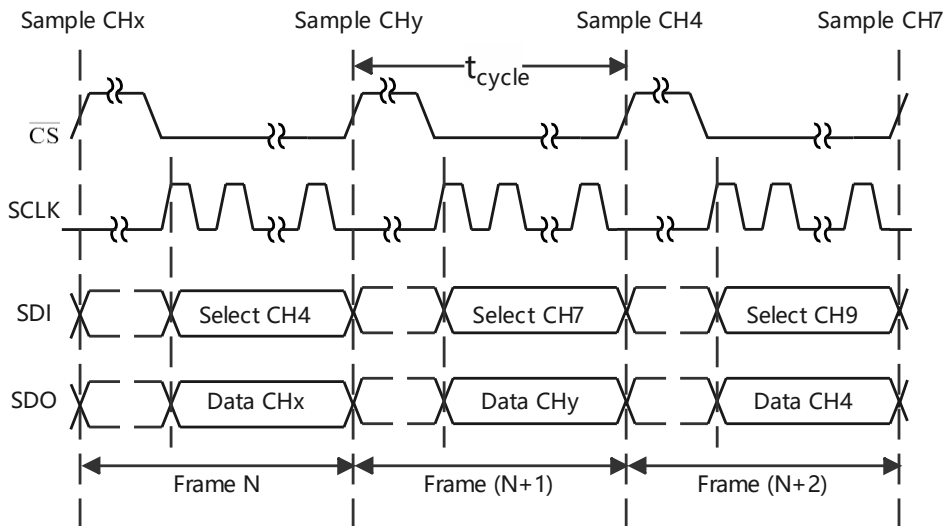 Sample CHx
Sample CHy
Sample CH4
Sample CH7
tcycle
CS
SCLK
SDI
Select CH4
Select CH7
Select CH9
SDO
Data CHx
Data CHy
Data CH4
Frame N
Frame (N+1)
Frame (N+2)